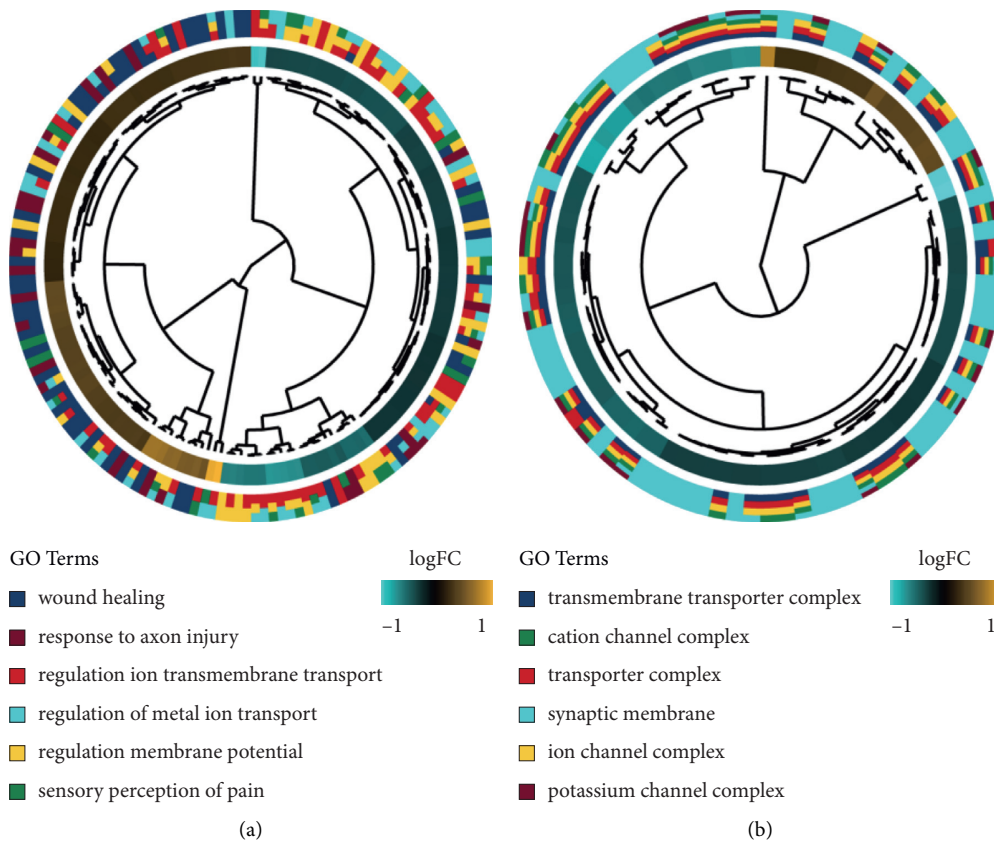 GO Terms
logFC
wound healing
–1 1
response to axon injury
regulation ion transmembrane transport
regulation of metal ion transport
regulation membrane potential
sensory perception of pain
(a)
GO Terms
logFC
transmembrane transporter complex
–1 1
cation channel complex
transporter complex
synaptic membrane
ion channel complex
potassium channel complex
(b)